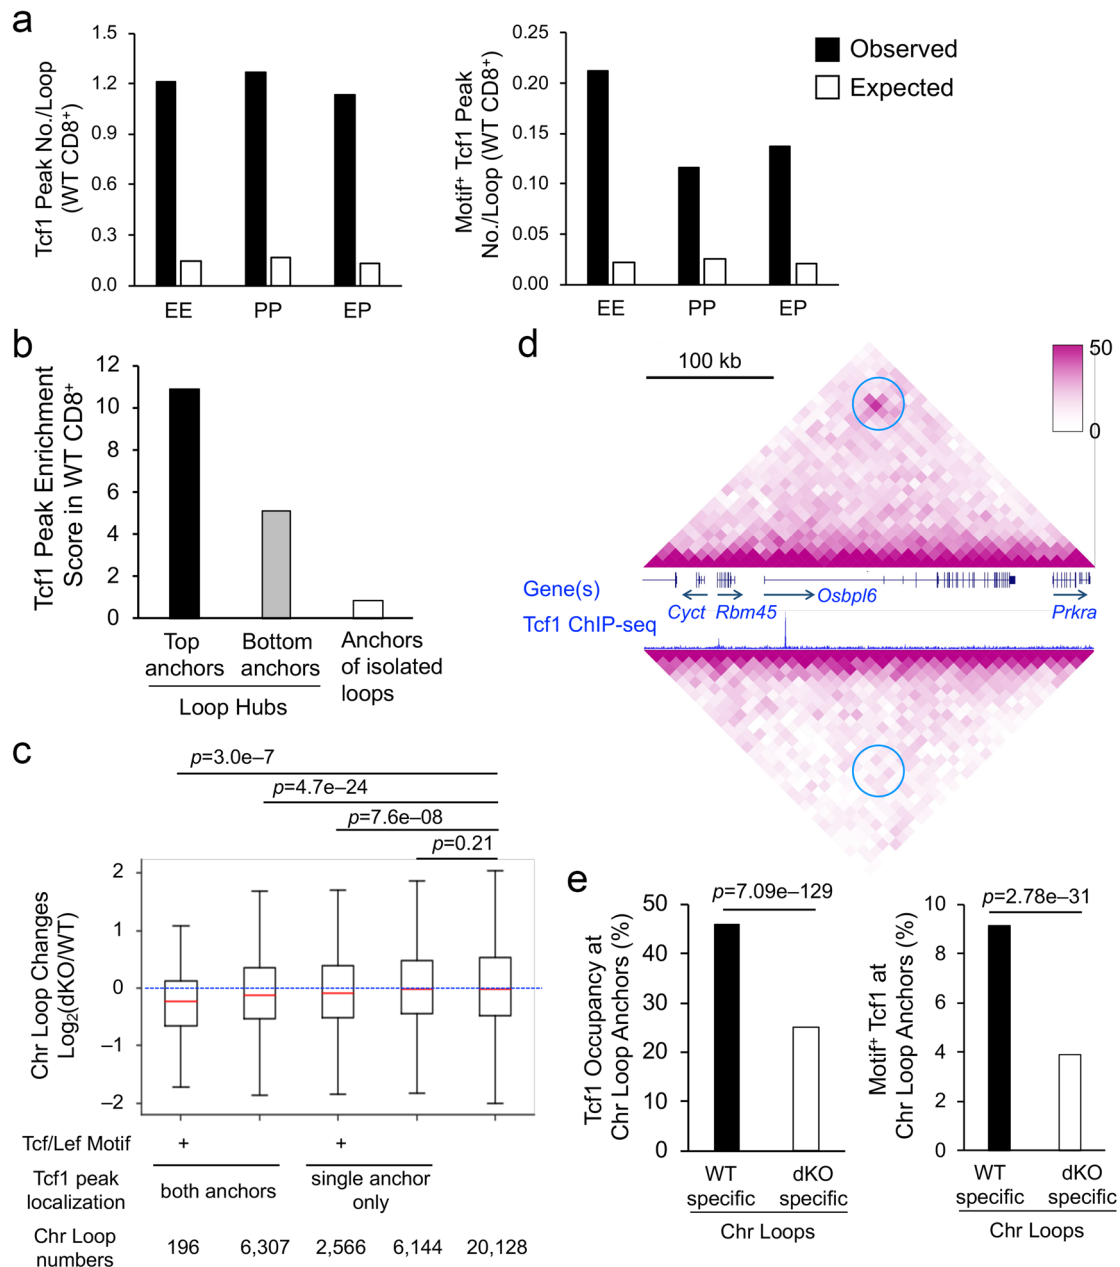 a
Tcf1 Peak No./Loop
(WT CD8⁺)
1.5
1.2
0.9
0.6
0.3
0.0
EE PP EP
Motif⁺ Tcf1 Peak
No./Loop (WT CD8⁺)
0.25
0.20
0.15
0.10
0.05
0.00
EE PP EP
Observed
Expected
b
Tcf1 Peak Enrichment
Score in WT CD8⁺
12
10
8
6
4
2
0
Top
anchors
Bottom
anchors
Anchors
of isolated
loops
Loop Hubs
d
100 kb
50
0
Gene(s)
Cyct Rbm45 Osbpl6 Prkra
Tcf1 ChIP-seq
c
p=3.0e–7
p=4.7e–24
p=7.6e–08
p=0.21
Chr Loop Changes
Log₂(dKO/WT)
2
1
0
–1
–2
Tcf/Lef Motif + +
Tcf1 peak
localization
both anchors
single anchor
only
Chr Loop
numbers
196 6,307 2,566 6,144 20,128
e
p=7.09e–129
Tcf1 Occupancy at
Chr Loop Anchors (%)
50
40
30
20
10
0
WT
specific
dKO
specific
Chr Loops
p=2.78e–31
Motif⁺ Tcf1 at
Chr Loop Anchors (%)
10
8
6
4
2
0
WT
specific
dKO
specific
Chr Loops